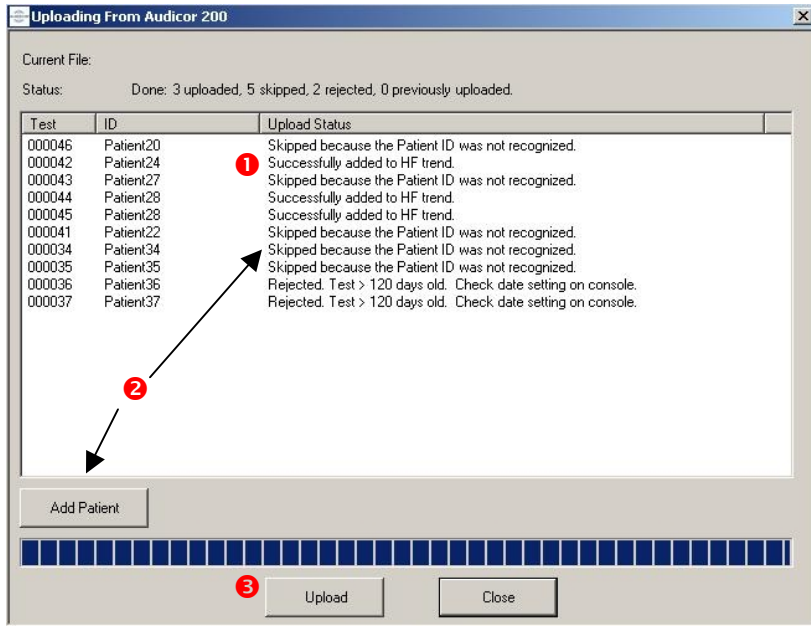 Uploading From Audicor 200
Current File:
Status: Done: 3 uploaded, 5 skipped, 2 rejected, 0 previously uploaded.
Test ID Upload Status
000046 Patient20 Skipped because the Patient ID was not recognized.
000042 Patient24 1 Successfully added to HF trend.
000043 Patient27 Skipped because the Patient ID was not recognized.
000044 Patient28 Successfully added to HF trend.
000045 Patient28 Successfully added to HF trend.
000041 Patient22 Skipped because the Patient ID was not recognized.
000034 Patient34 Skipped because the Patient ID was not recognized.
000035 Patient35 Skipped because the Patient ID was not recognized.
000036 Patient36 Rejected. Test > 120 days old. Check date setting on console.
000037 Patient37 Rejected. Test > 120 days old. Check date setting on console.
2
Add Patient
3 Upload Close